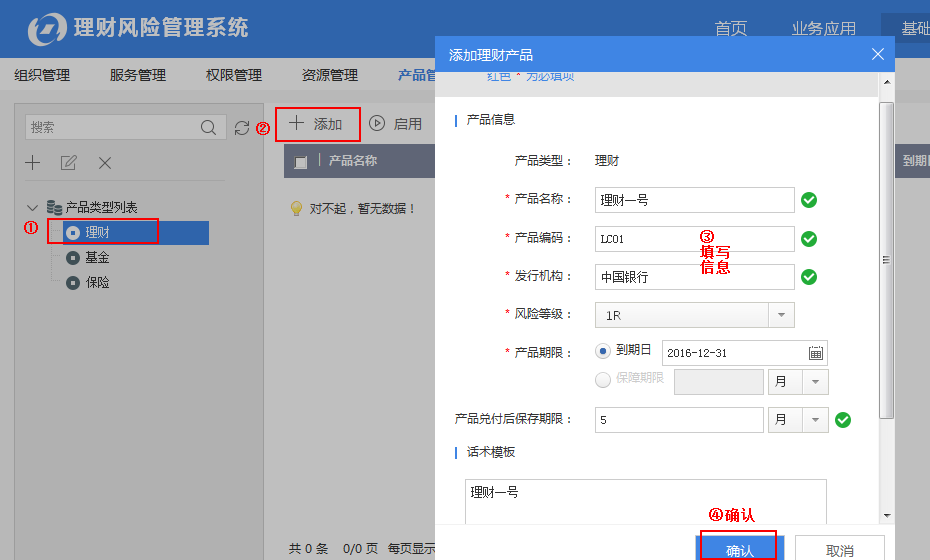 理财风险管理系统
首页 业务应用 基础
组织管理 服务管理 权限管理 资源管理 产品管
搜索
② 添加 启用
产品名称
到期
产品类型列表
对不起，暂无数据！
① 理财
基金
保险
共 0 条 0/0 页 每页显示
添加理财产品
红色 * 为必填项
产品信息
产品类型： 理财
* 产品名称： 理财一号
* 产品编码： LC01
③
填写
信息
* 发行机构： 中国银行
* 风险等级： 1R
* 产品期限： 到期日 2016-12-31
保障期限 月
产品兑付后保存期限： 5 月
话术模板
理财一号
④确认
确认 取消